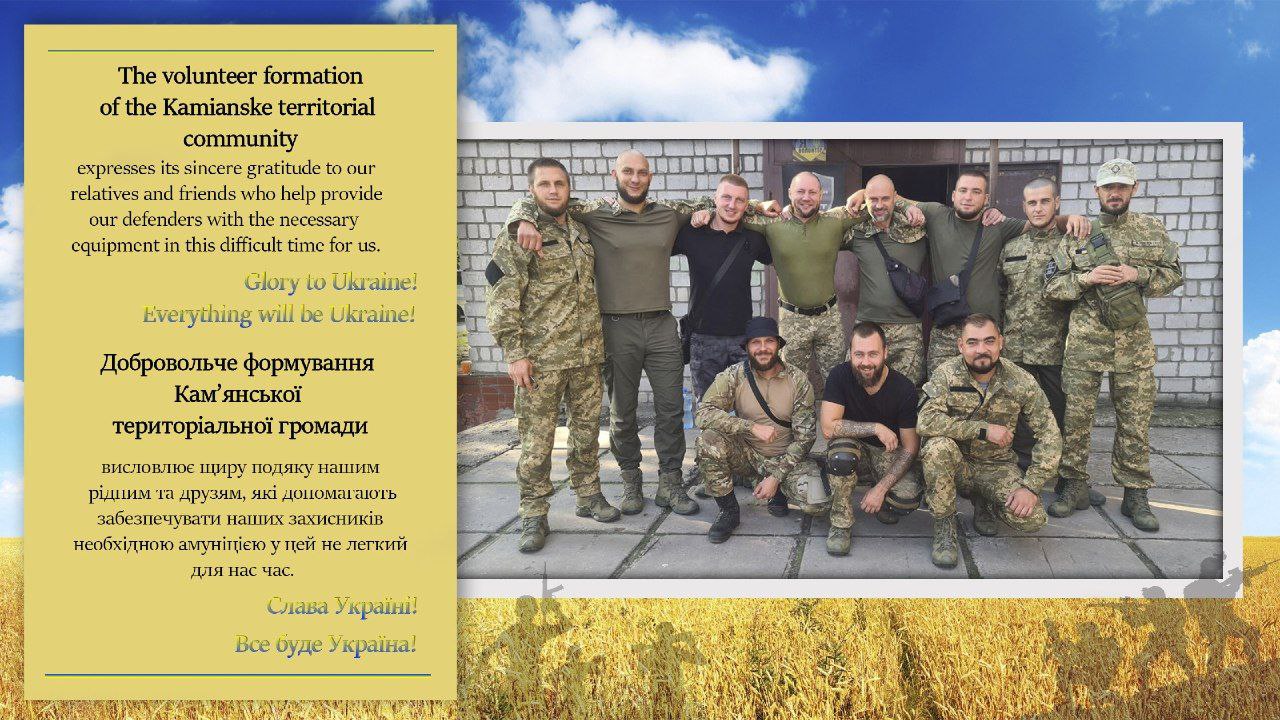 The volunteer formation
of the Kamianske territorial
community
expresses its sincere gratitude to our
relatives and friends who help provide
our defenders with the necessary
equipment in this difficult time for us.
Glory to Ukraine!
Everything will be Ukraine!
Добровольче формування
Кам’янської
територіальної громади
висловлює щиру подяку нашим
рідним та друзям, які допомагають
забезпечувати наших захисників
необхідною амуніцією у цей не легкий
для нас час.
Слава Україні!
Все буде Україна!